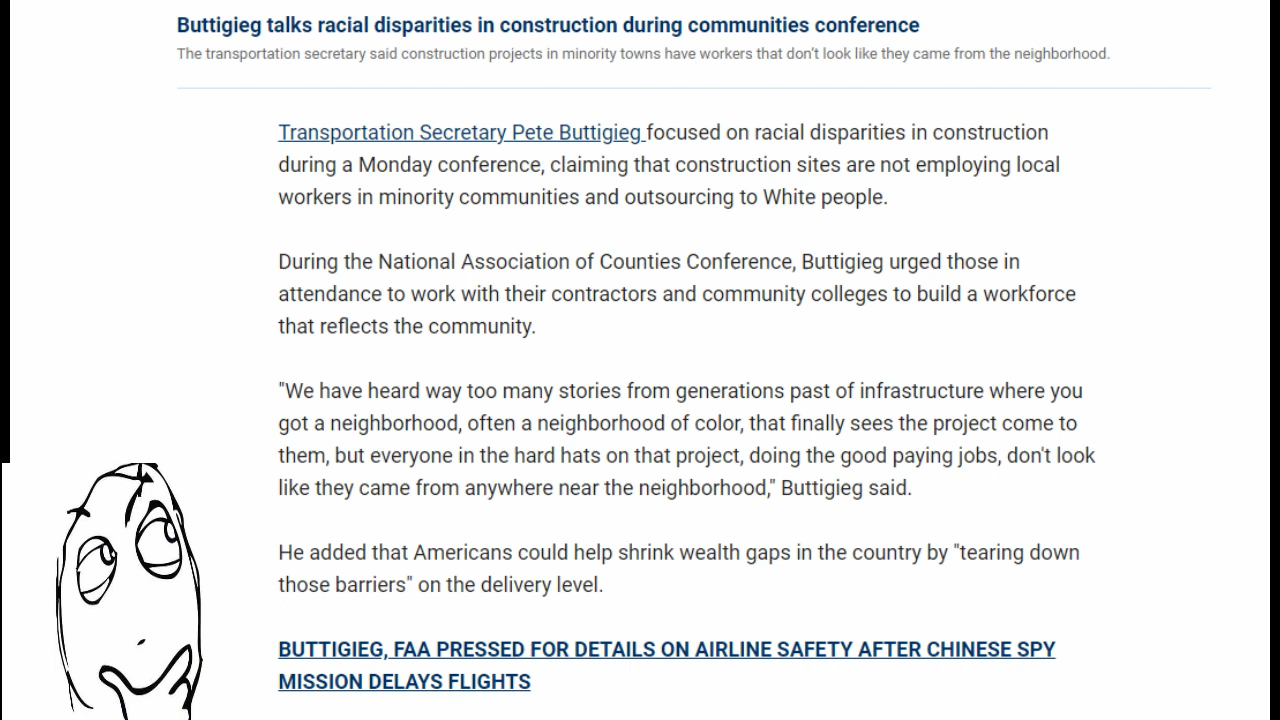 Buttigieg talks racial disparities in construction during communities conference
The transportation secretary said construction projects in minority towns have workers that don't look like they came from the neighborhood.
Transportation Secretary Pete Buttigieg focused on racial disparities in construction
during a Monday conference, claiming that construction sites are not employing local
workers in minority communities and outsourcing to White people.
During the National Association of Counties Conference, Buttigieg urged those in
attendance to work with their contractors and community colleges to build a workforce
that reflects the community.
"We have heard way too many stories from generations past of infrastructure where you
got a neighborhood, often a neighborhood of color, that finally sees the project come to
them, but everyone in the hard hats on that project, doing the good paying jobs, don't look
like they came from anywhere near the neighborhood," Buttigieg said.
He added that Americans could help shrink wealth gaps in the country by "tearing down
those barriers" on the delivery level.
BUTTIGIEG, FAA PRESSED FOR DETAILS ON AIRLINE SAFETY AFTER CHINESE SPY
MISSION DELAYS FLIGHTS